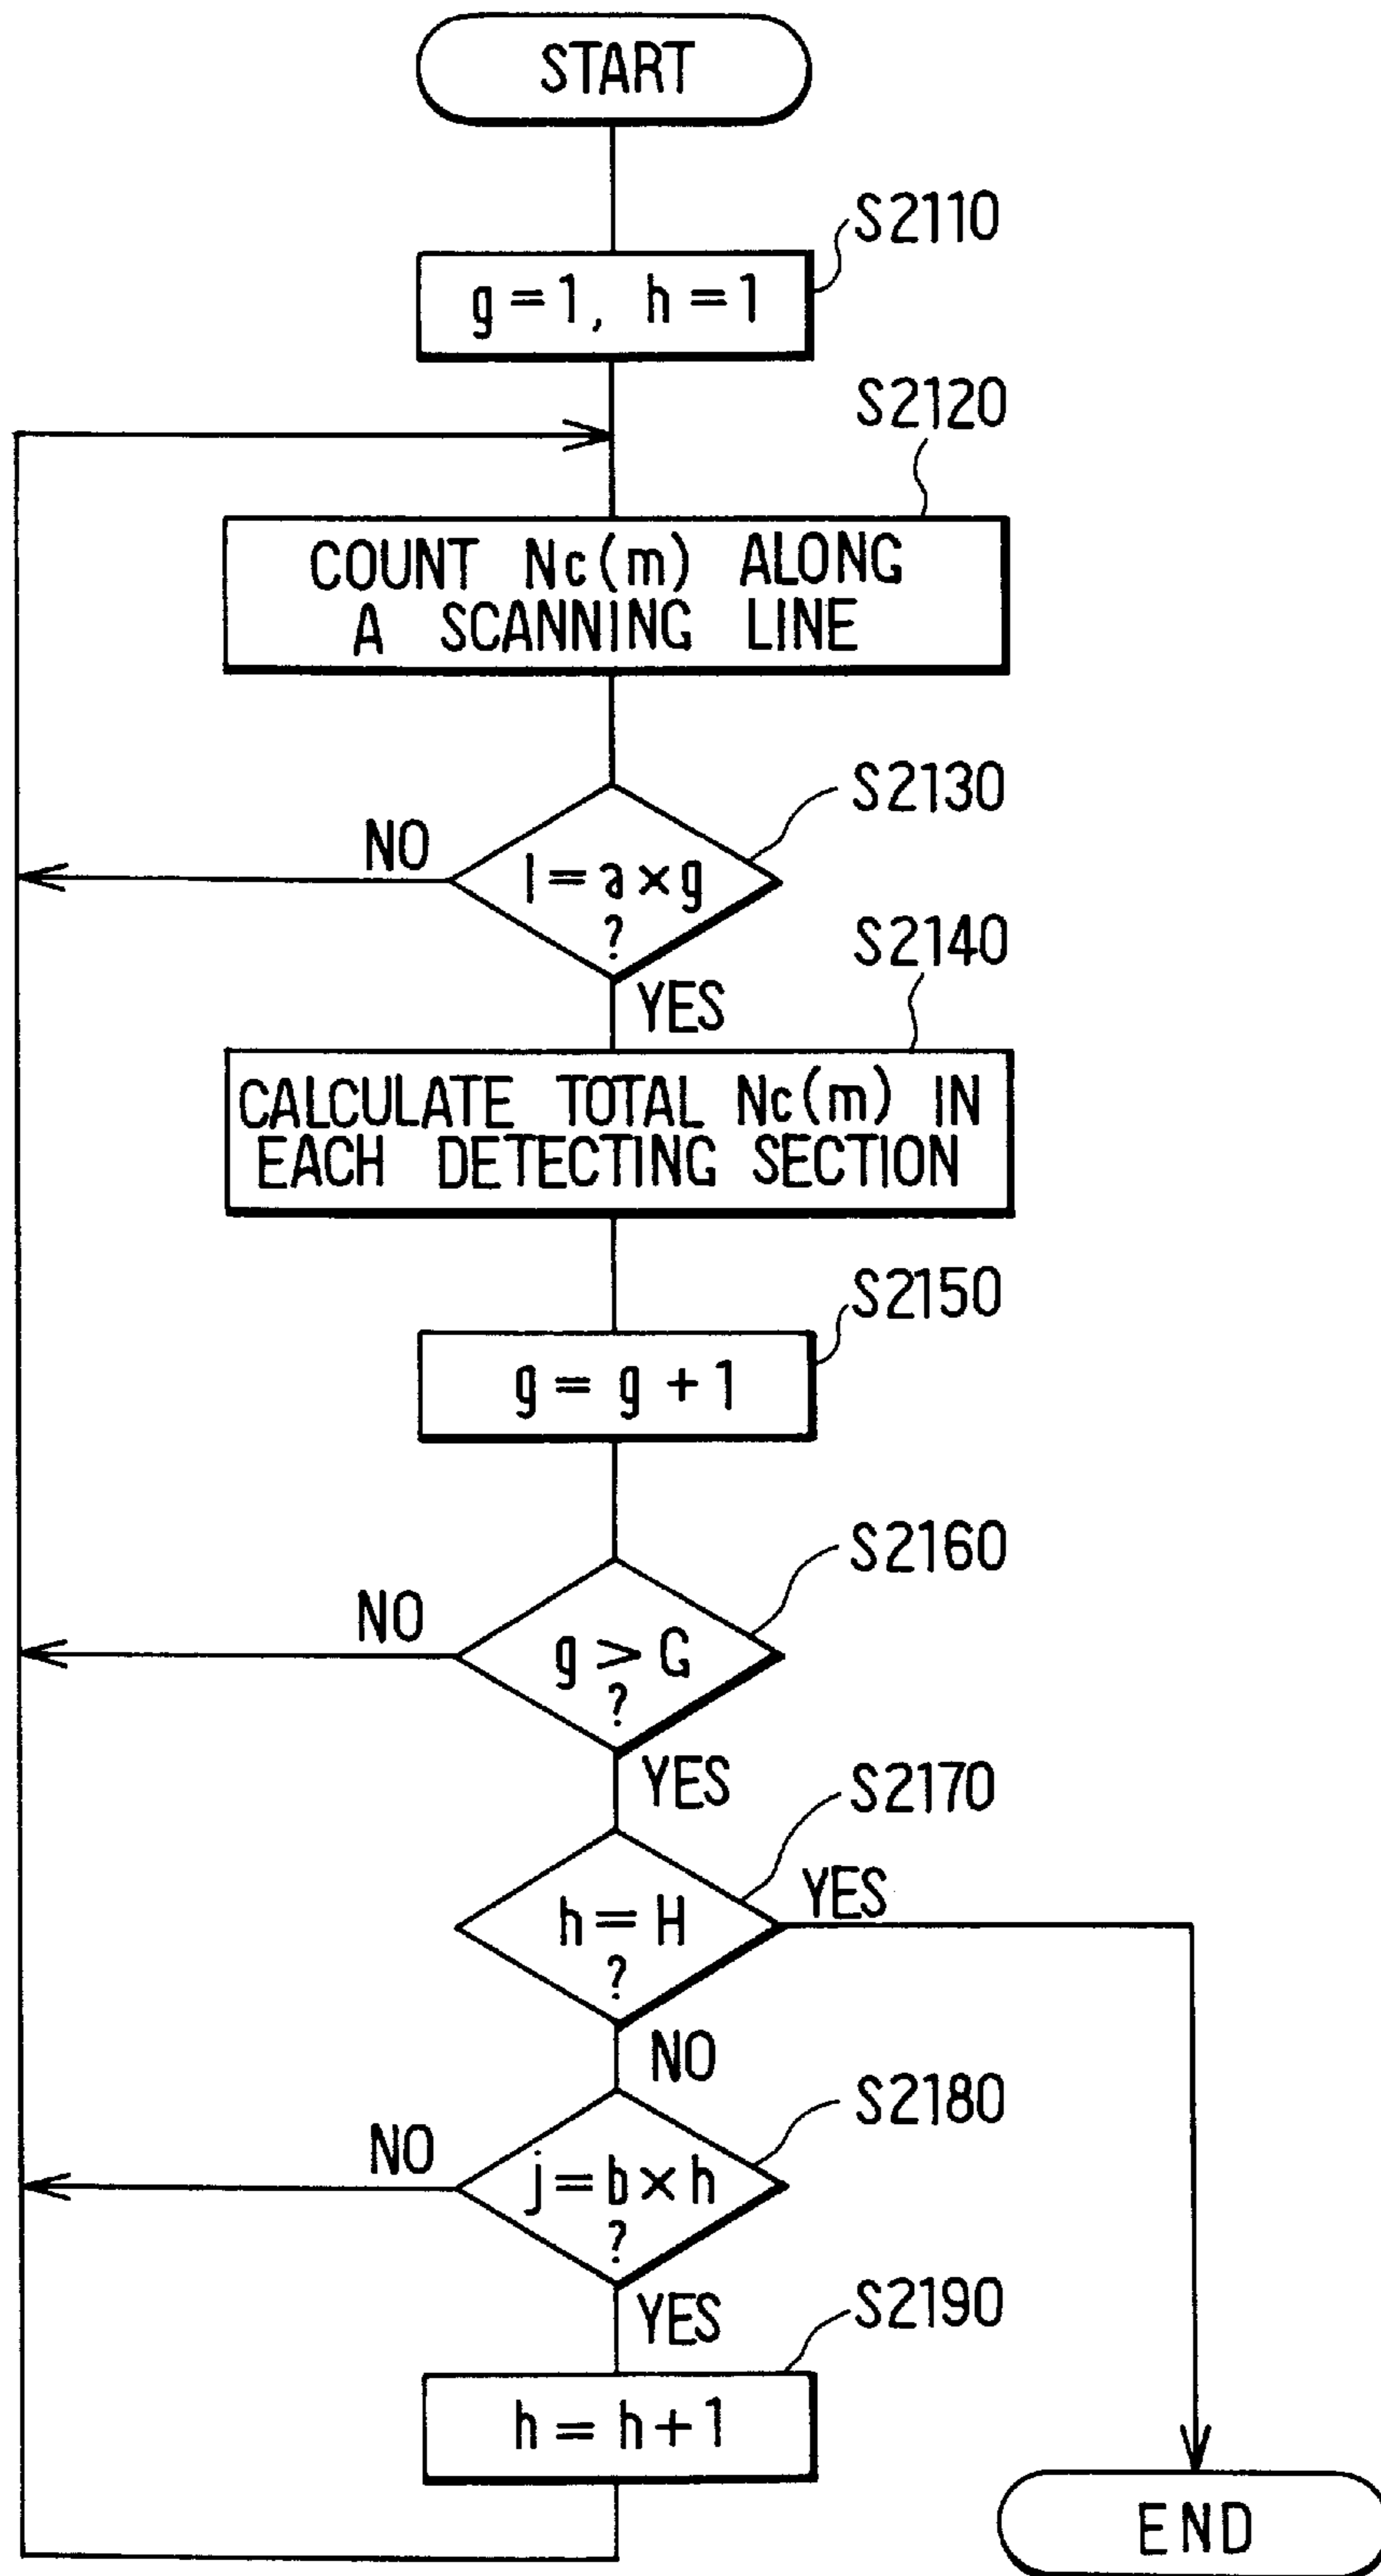 START
S2110
g = 1, h = 1
S2120
COUNT Nc(m) ALONG
A SCANNING LINE
S2130
NO
l = a × g
?
S2140
YES
CALCULATE TOTAL Nc(m) IN
EACH DETECTING SECTION
S2150
g = g + 1
S2160
NO
g > G
?
YES
S2170
YES
h = H
?
NO
S2180
NO
j = b × h
?
YES
S2190
h = h + 1
END